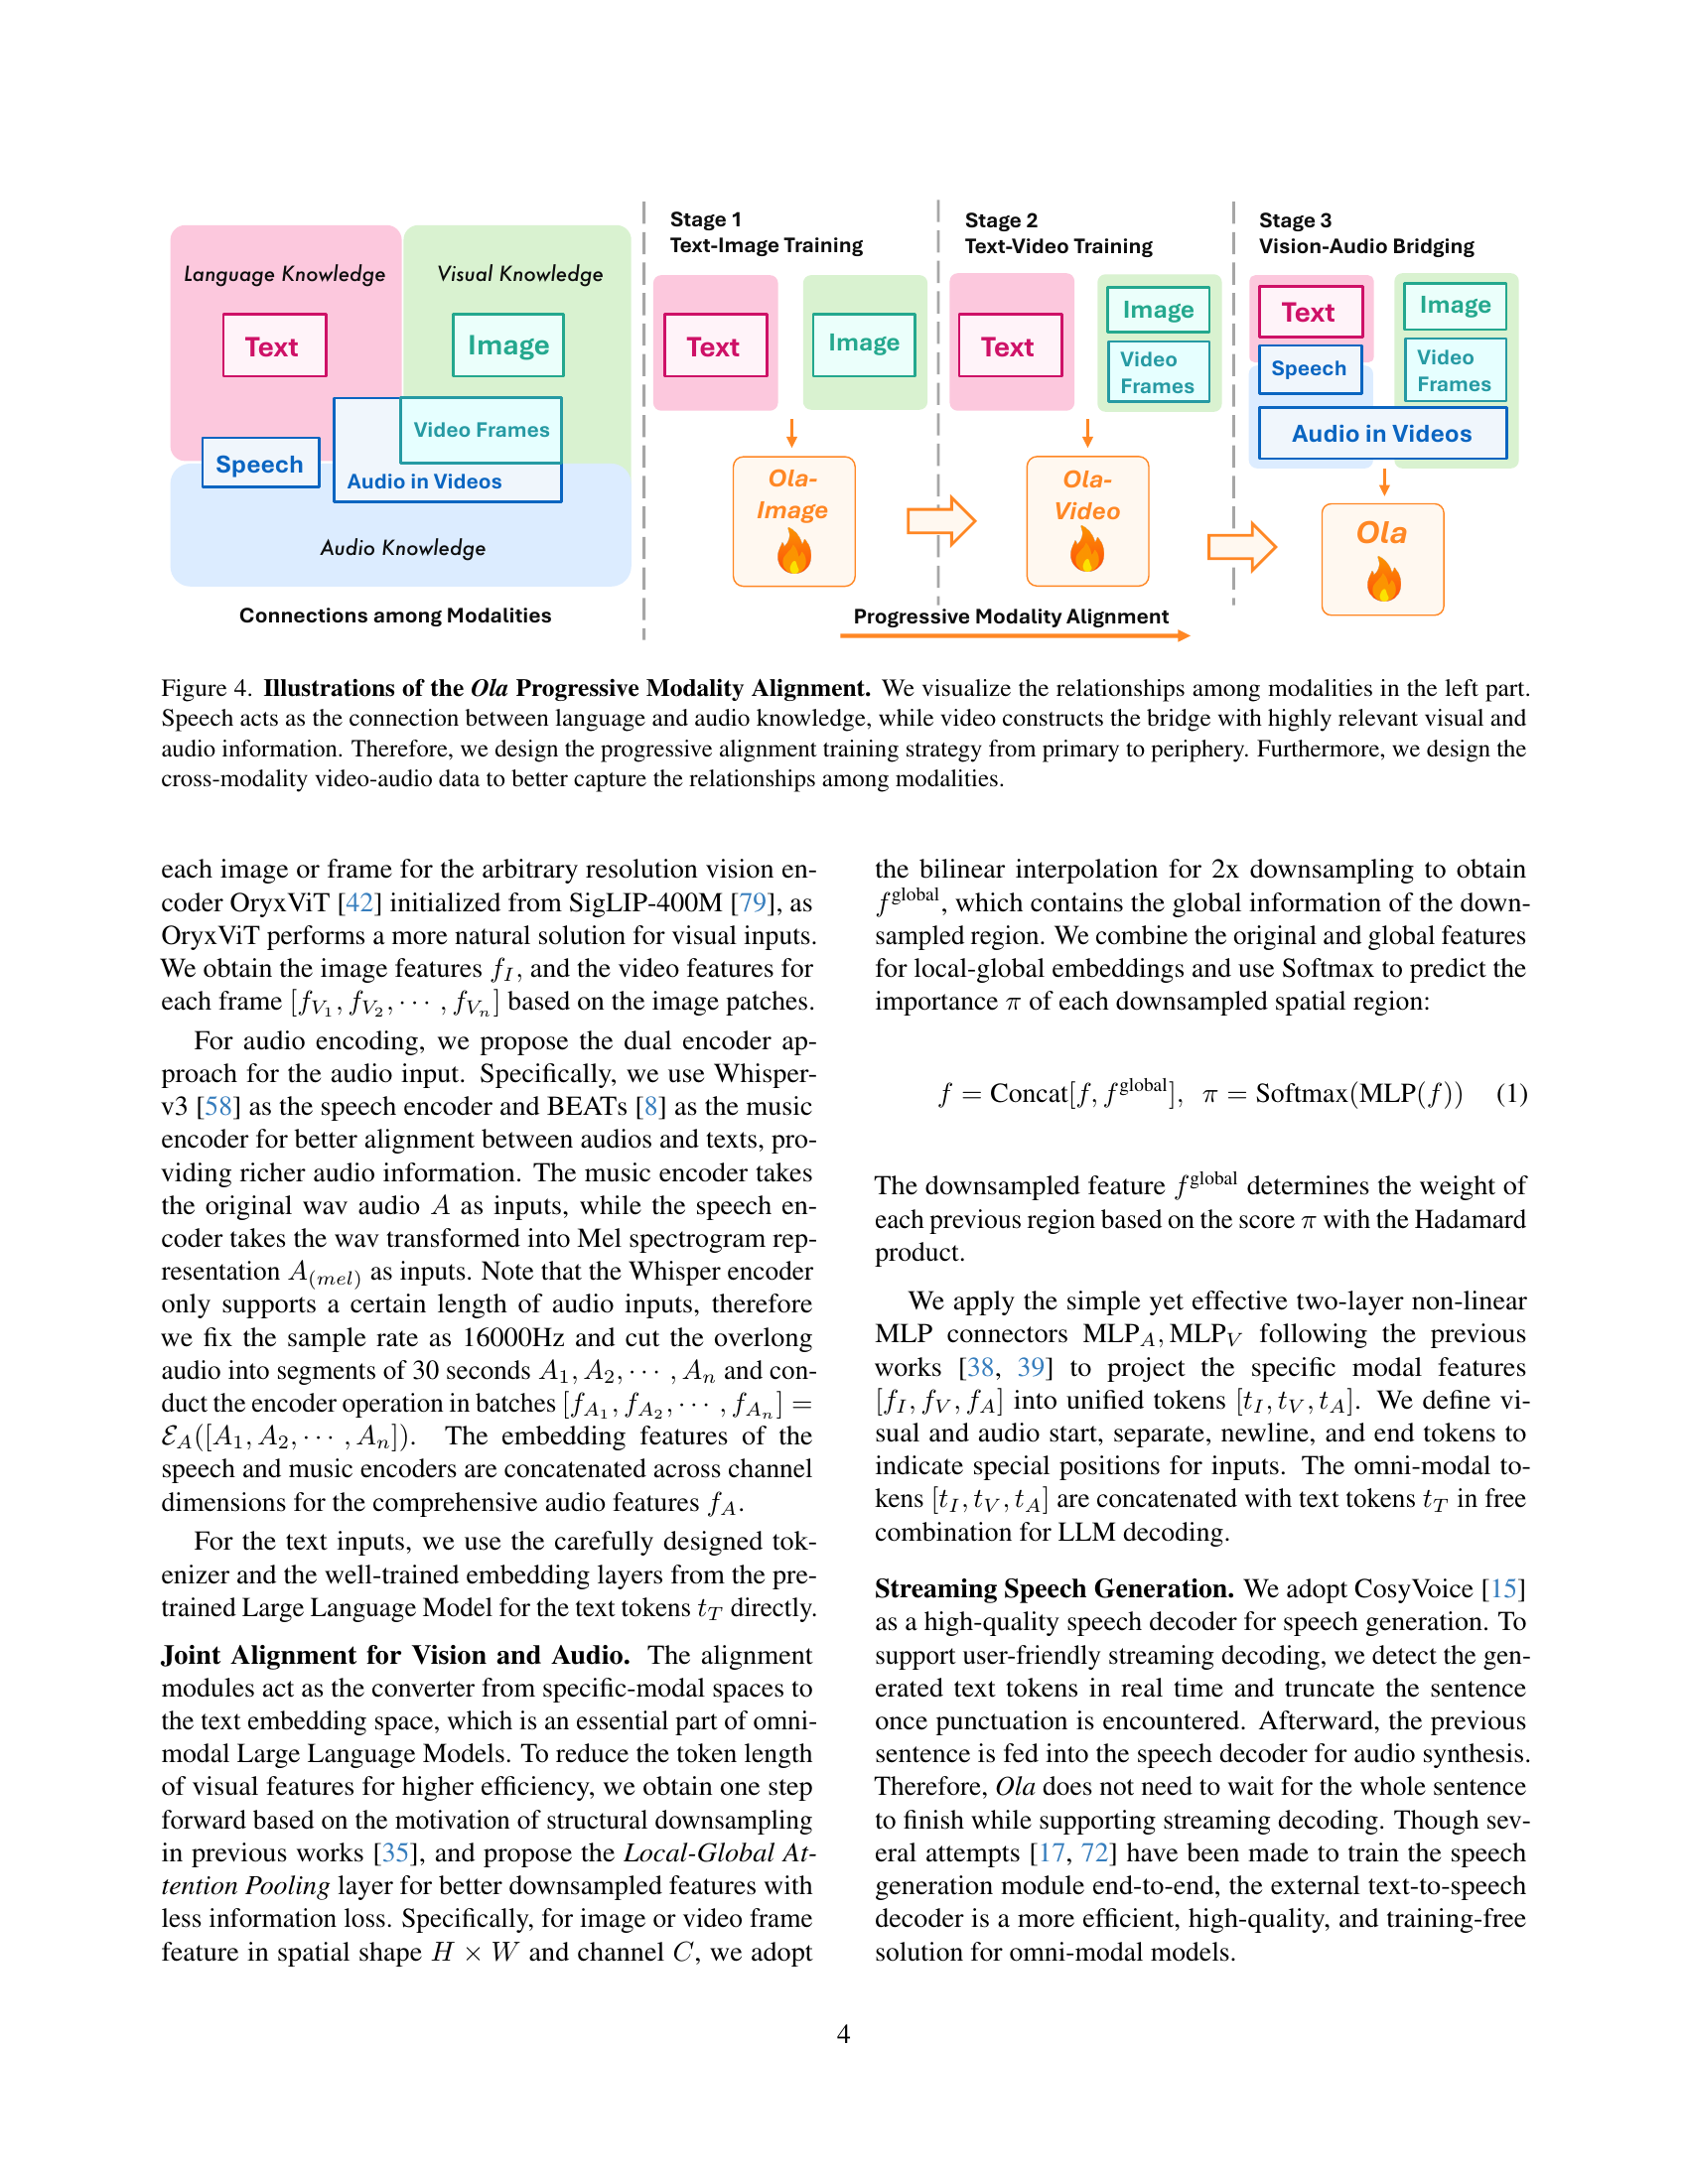 Language Knowledge
Visual Knowledge
Text
Image
Video Frames
Speech
Audio in Videos
Audio Knowledge
Connections among Modalities
Stage 1
Text-Image Training
Text
Image
Ola-
Image
Stage 2
Text-Video Training
Text
Image
Video
Frames
Ola-
Video
Stage 3
Vision-Audio Bridging
Text
Image
Speech
Video
Frames
Audio in Videos
Ola
Progressive Modality Alignment
Figure 4. Illustrations of the Ola Progressive Modality Alignment. We visualize the relationships among modalities in the left part.
Speech acts as the connection between language and audio knowledge, while video constructs the bridge with highly relevant visual and
audio information. Therefore, we design the progressive alignment training strategy from primary to periphery. Furthermore, we design the
cross-modality video-audio data to better capture the relationships among modalities.
each image or frame for the arbitrary resolution vision en-
coder OryxViT [42] initialized from SigLIP-400M [79], as
OryxViT performs a more natural solution for visual inputs.
We obtain the image features $f_I$, and the video features for
each frame $[f_{V_1}, f_{V_2}, \cdots, f_{V_n}]$ based on the image patches.
For audio encoding, we propose the dual encoder ap-
proach for the audio input. Specifically, we use Whisper-
v3 [58] as the speech encoder and BEATs [8] as the music
encoder for better alignment between audios and texts, pro-
viding richer audio information. The music encoder takes
the original wav audio $A$ as inputs, while the speech en-
coder takes the wav transformed into Mel spectrogram rep-
resentation $A_{(mel)}$ as inputs. Note that the Whisper encoder
only supports a certain length of audio inputs, therefore
we fix the sample rate as 16000Hz and cut the overlong
audio into segments of 30 seconds $A_1, A_2, \cdots, A_n$ and con-
duct the encoder operation in batches $[f_{A_1}, f_{A_2}, \cdots, f_{A_n}] =$
$\mathcal{E}_A([A_1, A_2, \cdots, A_n])$. The embedding features of the
speech and music encoders are concatenated across channel
dimensions for the comprehensive audio features $f_A$.
For the text inputs, we use the carefully designed tok-
enizer and the well-trained embedding layers from the pre-
trained Large Language Model for the text tokens $t_T$ directly.
Joint Alignment for Vision and Audio. The alignment
modules act as the converter from specific-modal spaces to
the text embedding space, which is an essential part of omni-
modal Large Language Models. To reduce the token length
of visual features for higher efficiency, we obtain one step
forward based on the motivation of structural downsampling
in previous works [35], and propose the Local-Global At-
tention Pooling layer for better downsampled features with
less information loss. Specifically, for image or video frame
feature in spatial shape $H \times W$ and channel $C$, we adopt
the bilinear interpolation for 2x downsampling to obtain
$f^{\text{global}}$, which contains the global information of the down-
sampled region. We combine the original and global features
for local-global embeddings and use Softmax to predict the
importance $\pi$ of each downsampled spatial region:
$f = \text{Concat}[f, f^{\text{global}}], \; \pi = \text{Softmax}(\text{MLP}(f))$ (1)
The downsampled feature $f^{\text{global}}$ determines the weight of
each previous region based on the score $\pi$ with the Hadamard
product.
We apply the simple yet effective two-layer non-linear
MLP connectors $\text{MLP}_A, \text{MLP}_V$ following the previous
works [38, 39] to project the specific modal features
$[f_I, f_V, f_A]$ into unified tokens $[t_I, t_V, t_A]$. We define vi-
sual and audio start, separate, newline, and end tokens to
indicate special positions for inputs. The omni-modal to-
kens $[t_I, t_V, t_A]$ are concatenated with text tokens $t_T$ in free
combination for LLM decoding.
Streaming Speech Generation. We adopt CosyVoice [15]
as a high-quality speech decoder for speech generation. To
support user-friendly streaming decoding, we detect the gen-
erated text tokens in real time and truncate the sentence
once punctuation is encountered. Afterward, the previous
sentence is fed into the speech decoder for audio synthesis.
Therefore, Ola does not need to wait for the whole sentence
to finish while supporting streaming decoding. Though sev-
eral attempts [17, 72] have been made to train the speech
generation module end-to-end, the external text-to-speech
decoder is a more efficient, high-quality, and training-free
solution for omni-modal models.
4